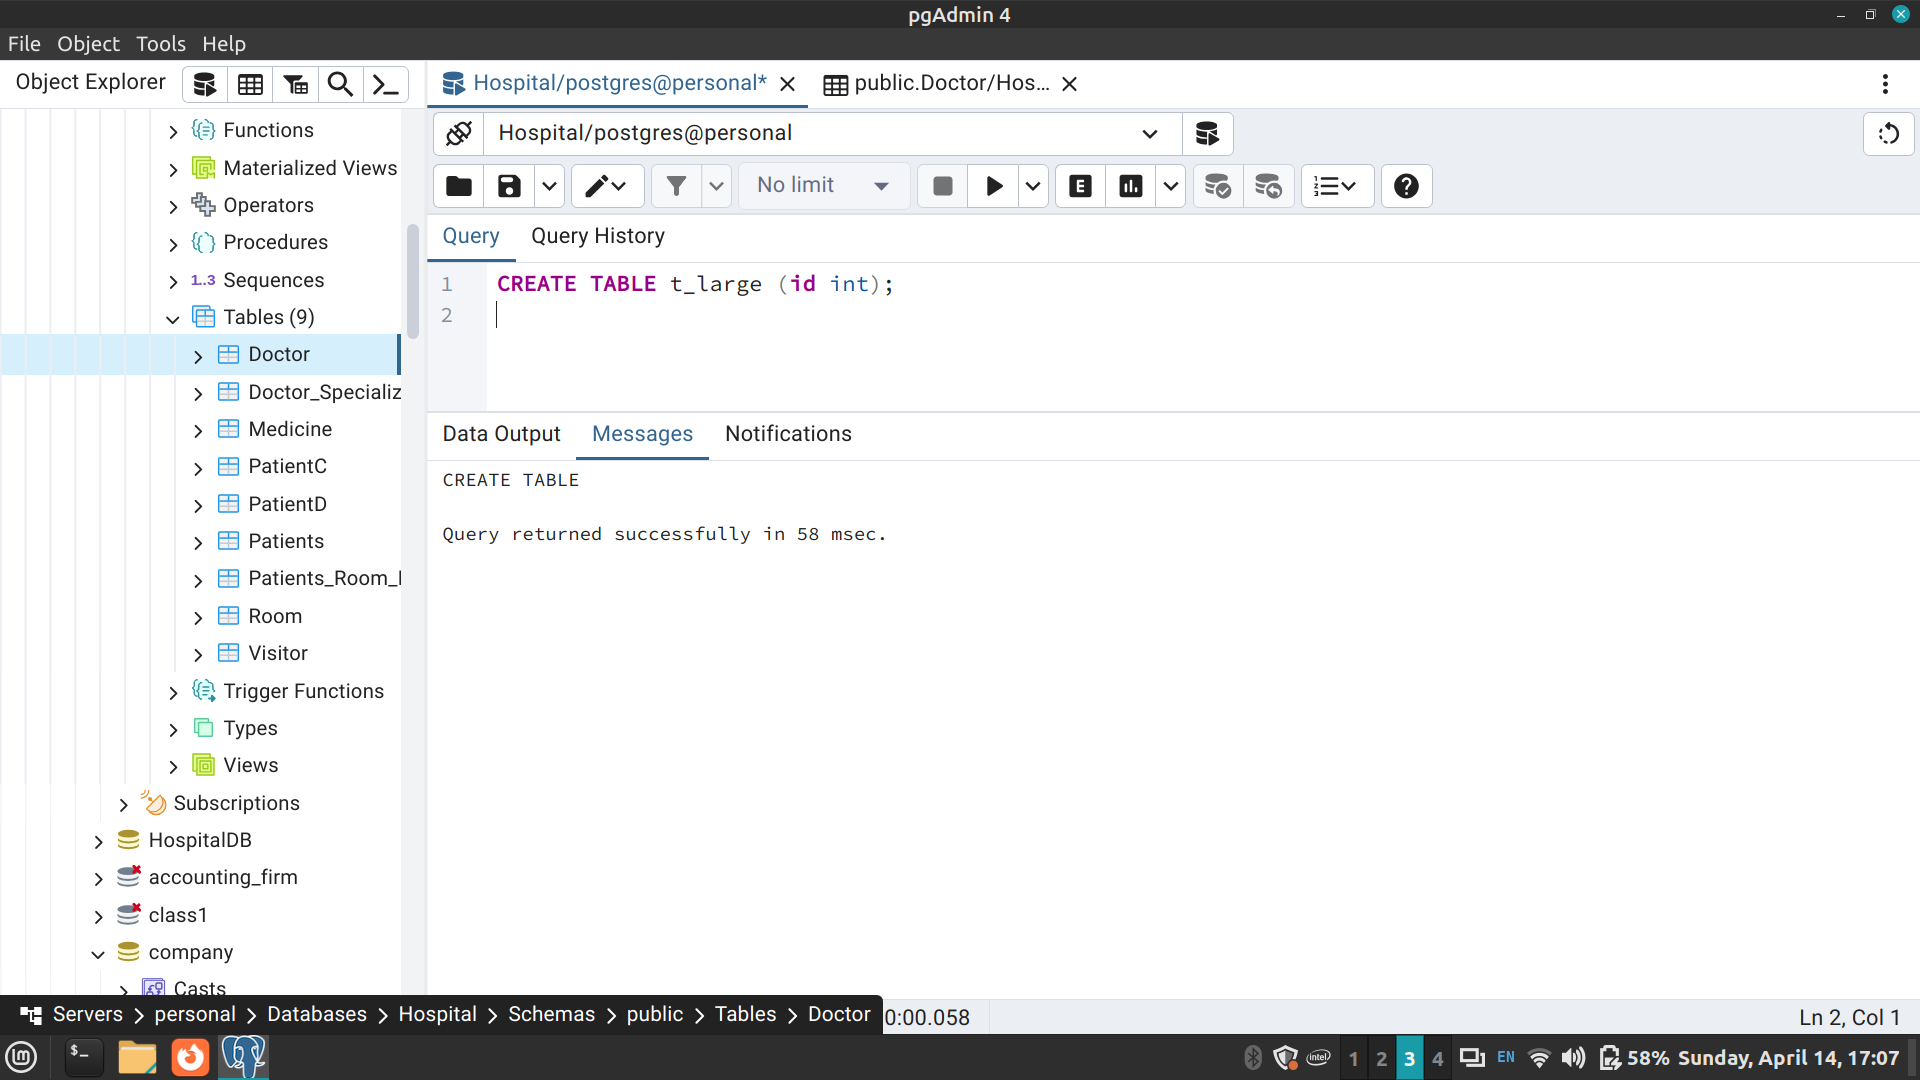 pgAdmin 4
File Object Tools Help
Object Explorer
Hospital/postgres@personal*
public.Doctor/Hos...
Hospital/postgres@personal
No limit
Query
Query History
1 CREATE TABLE t_large (id int);
2
Data Output
Messages
Notifications
CREATE TABLE
Query returned successfully in 58 msec.
Functions
Materialized Views
Operators
Procedures
1..3 Sequences
Tables (9)
Doctor
Doctor_Specializ
Medicine
PatientC
PatientD
Patients
Patients_Room_
Room
Visitor
Trigger Functions
Types
Views
Subscriptions
HospitalDB
accounting_firm
class1
company
Casts
Servers > personal > Databases > Hospital > Schemas > public > Tables > Doctor
0:00.058
Ln 2, Col 1
intel
1 2 3 4
EN
58% Sunday, April 14, 17:07